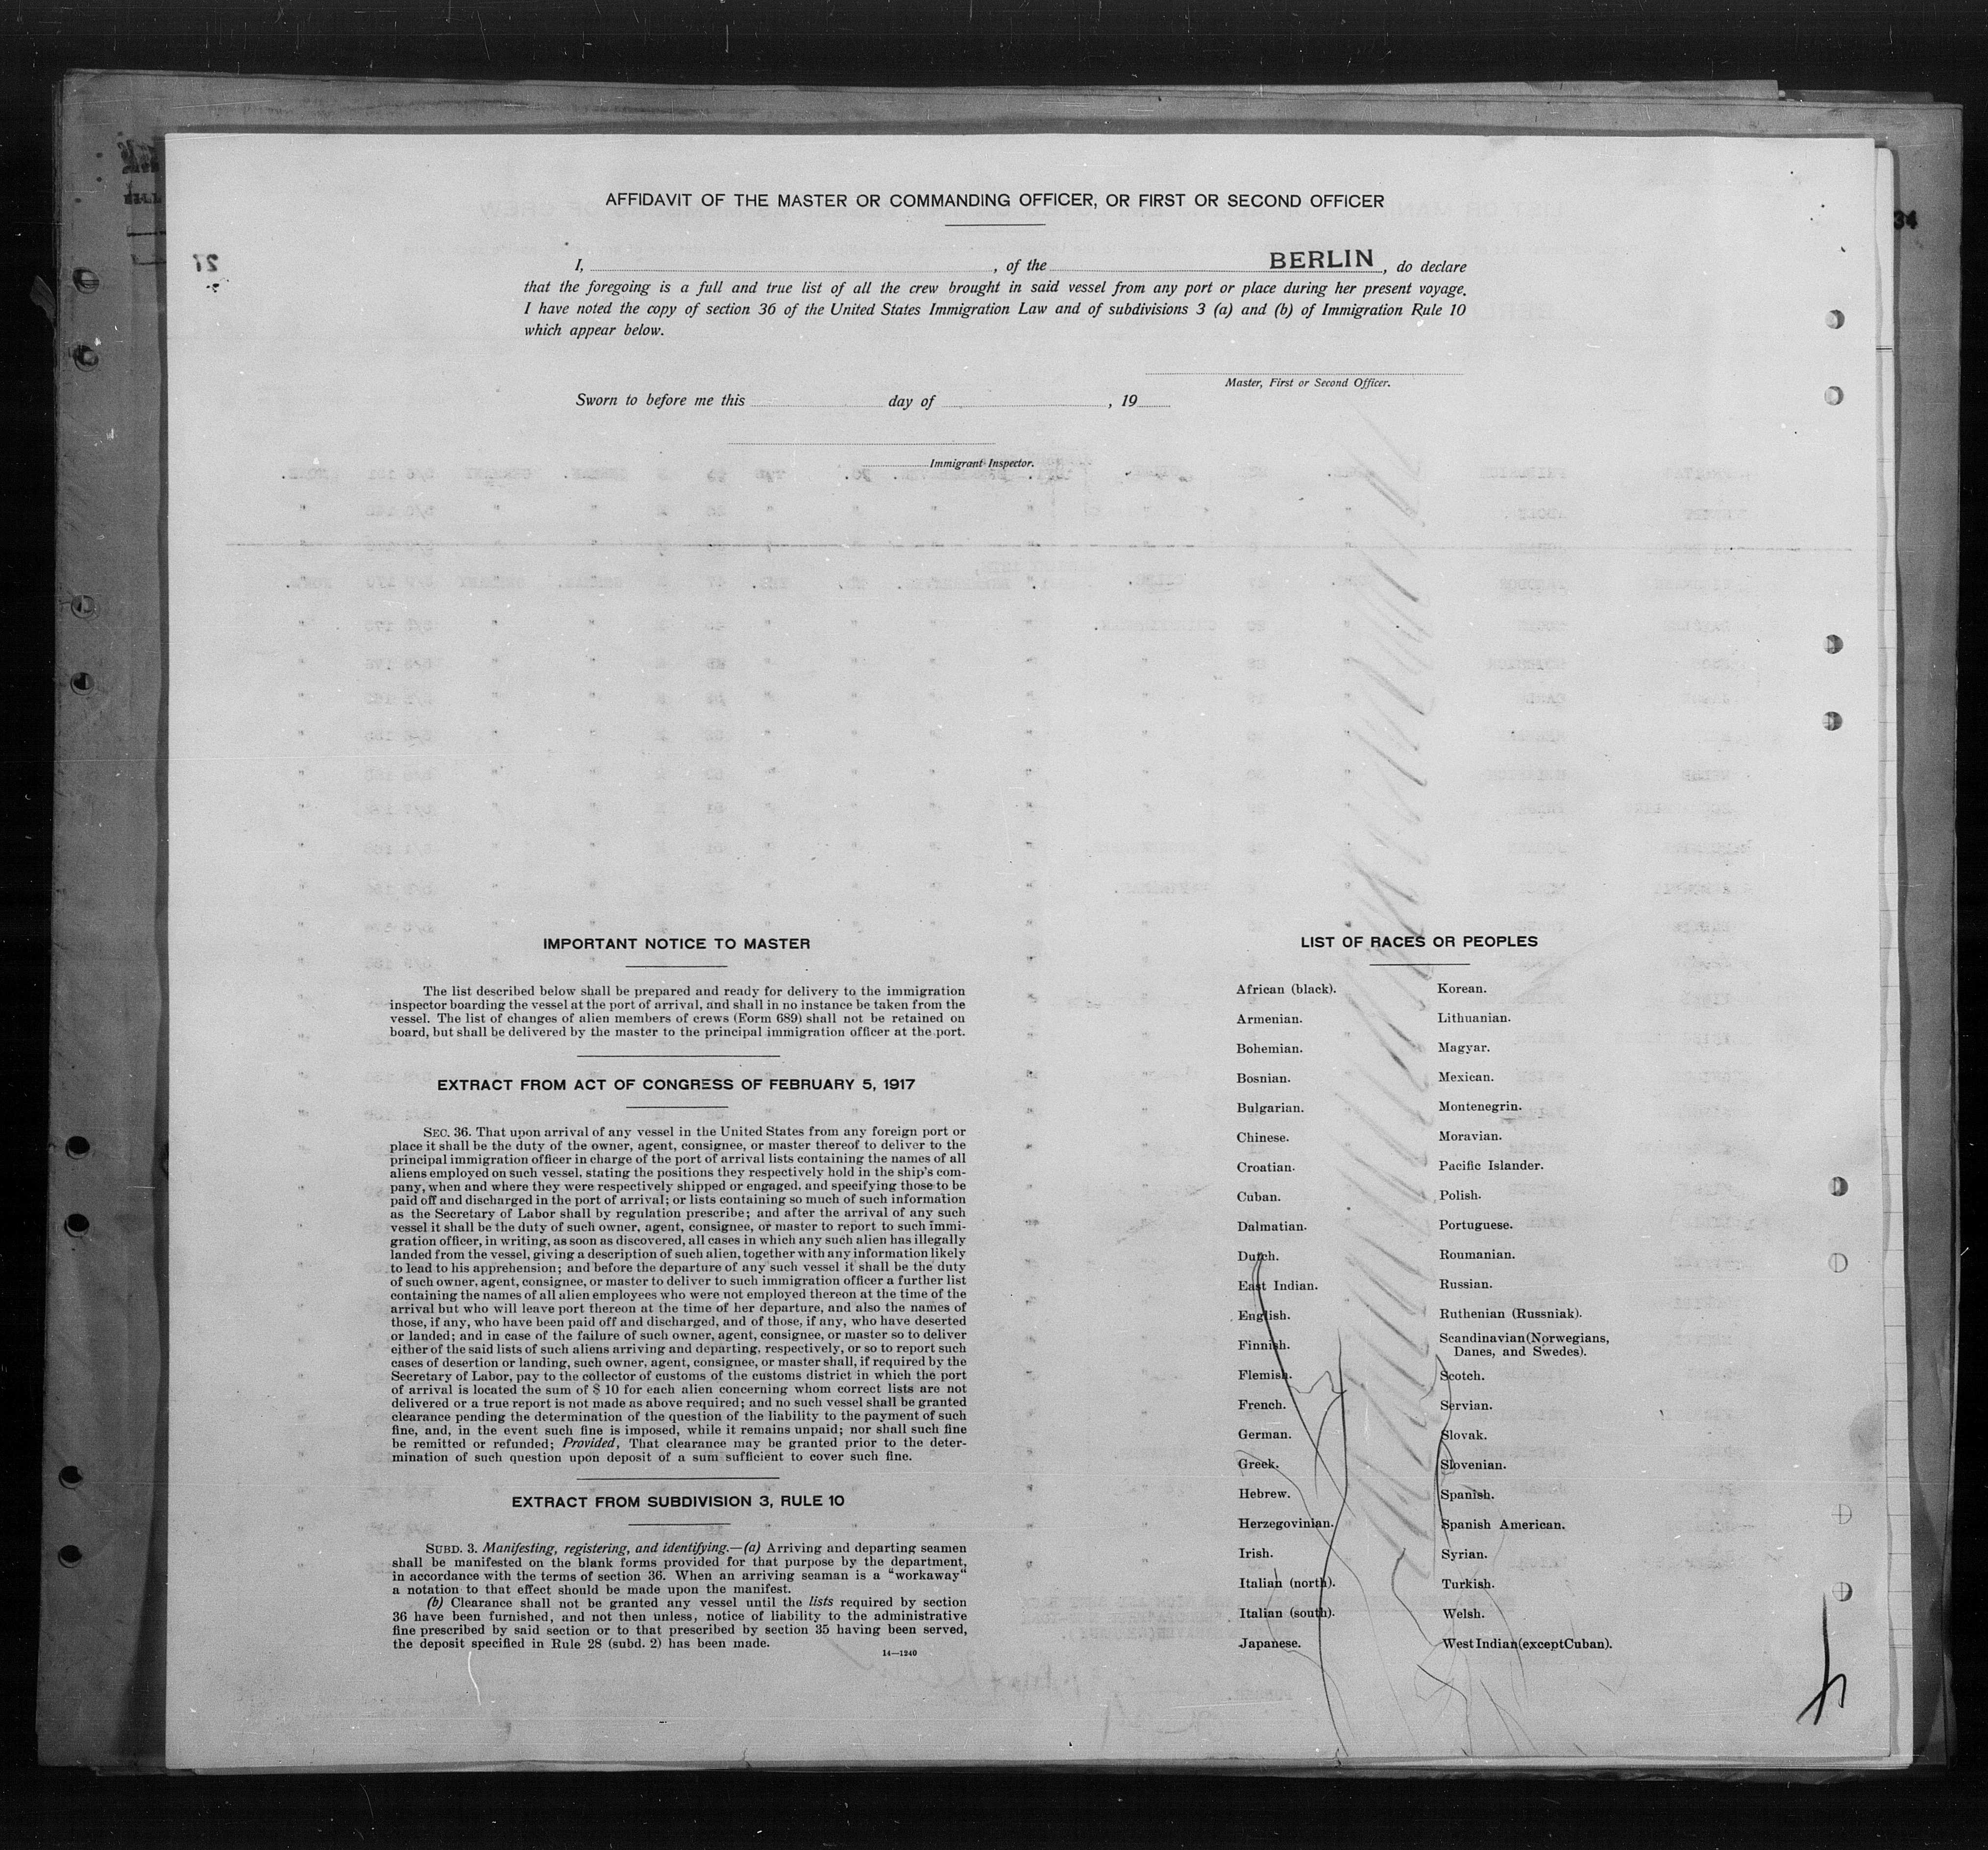 AFFIDAVIT OF THE MASTER OR COMMANDING OFFICER, OR FIRST OR SECOND OFFICER
I, , of the BERLIN, do declare
that the foregoing is a full and true list of all the crew brought in said vessel from any port or place during her present voyage.
I have noted the copy of section 36 of the United States Immigration Law and of subdivisions 3 (a) and (b) of Immigration Rule 10
which appear below.
Master, First or Second Officer.
Sworn to before me this day of , 19
Immigrant Inspector.
IMPORTANT NOTICE TO MASTER
The list described below shall be prepared and ready for delivery to the immigration
inspector boarding the vessel at the port of arrival, and shall in no instance be taken from the
vessel. The list of changes of alien members of crews (Form 689) shall not be retained on
board, but shall be delivered by the master to the principal immigration officer at the port.
EXTRACT FROM ACT OF CONGRESS OF FEBRUARY 5, 1917
SEC. 36. That upon arrival of any vessel in the United States from any foreign port or
place it shall be the duty of the owner, agent, consignee, or master thereof to deliver to the
principal immigration officer in charge of the port of arrival lists containing the names of all
aliens employed on such vessel, stating the positions they respectively hold in the ship's com-
pany, when and where they were respectively shipped or engaged, and specifying those to be
paid off and discharged in the port of arrival; or lists containing so much of such information
as the Secretary of Labor shall by regulation prescribe; and after the arrival of any such
vessel it shall be the duty of such owner, agent, consignee, or master to report to such immi-
gration officer, in writing, as soon as discovered, all cases in which any such alien has illegally
landed from the vessel, giving a description of such alien, together with any information likely
to lead to his apprehension; and before the departure of any such vessel it shall be the duty
of such owner, agent, consignee, or master to deliver to such immigration officer a further list
containing the names of all alien employees who were not employed thereon at the time of the
arrival but who will leave port thereon at the time of her departure, and also the names of
those, if any, who have been paid off and discharged, and of those, if any, who have deserted
or landed; and in case of the failure of such owner, agent, consignee, or master so to deliver
either of the said lists of such aliens arriving and departing, respectively, or so to report such
cases of desertion or landing, such owner, agent, consignee, or master shall, if required by the
Secretary of Labor, pay to the collector of customs of the customs district in which the port
of arrival is located the sum of $ 10 for each alien concerning whom correct lists are not
delivered or a true report is not made as above required; and no such vessel shall be granted
clearance pending the determination of the question of the liability to the payment of such
fine, and, in the event such fine is imposed, while it remains unpaid; nor shall such fine
be remitted or refunded; Provided, That clearance may be granted prior to the deter-
mination of such question upon deposit of a sum sufficient to cover such fine.
EXTRACT FROM SUBDIVISION 3, RULE 10
SUBD. 3. Manifesting, registering, and identifying.—(a) Arriving and departing seamen
shall be manifested on the blank forms provided for that purpose by the department,
in accordance with the terms of section 36. When an arriving seaman is a "workaway"
a notation to that effect should be made upon the manifest.
(b) Clearance shall not be granted any vessel until the lists required by section
36 have been furnished, and not then unless, notice of liability to the administrative
fine prescribed by said section or to that prescribed by section 35 having been served,
the deposit specified in Rule 28 (subd. 2) has been made.
14—1240
LIST OF RACES OR PEOPLES
African (black).
Armenian.
Bohemian.
Bosnian.
Bulgarian.
Chinese.
Croatian.
Cuban.
Dalmatian.
Dutch.
East Indian.
English.
Finnish.
Flemish.
French.
German.
Greek.
Hebrew.
Herzegovinian.
Irish.
Italian (north).
Italian (south).
Japanese.
Korean.
Lithuanian.
Magyar.
Mexican.
Montenegrin.
Moravian.
Pacific Islander.
Polish.
Portuguese.
Roumanian.
Russian.
Ruthenian (Russniak).
Scandinavian (Norwegians,
Danes, and Swedes).
Scotch.
Servian.
Slovak.
Slovenian.
Spanish.
Spanish American.
Syrian.
Turkish.
Welsh.
West Indian (except Cuban).
34